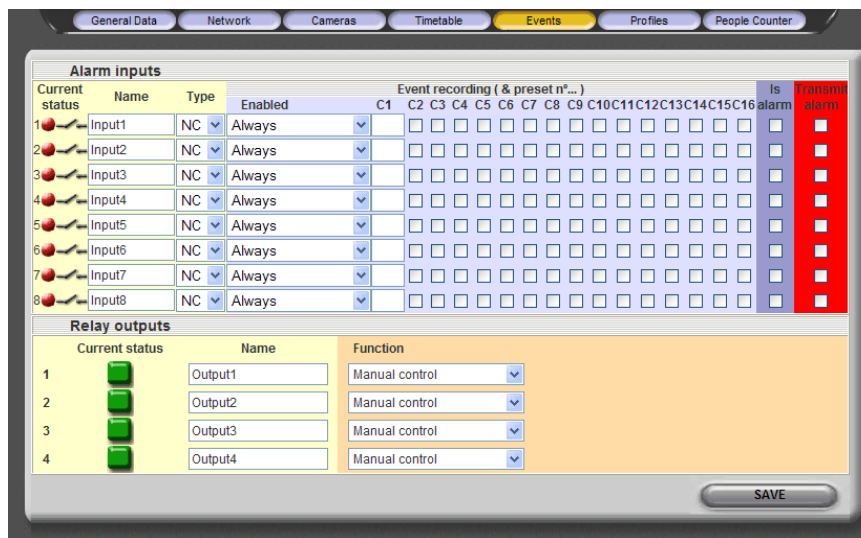 General Data Network Cameras Timetable Events Profiles People Counter
Alarm inputs
Current status Name Type Event recording ( & preset nº... ) Is alarm Transmit alarm
Enabled C1 C2 C3 C4 C5 C6 C7 C8 C9 C10 C11 C12 C13 C14 C15 C16
1 Input1 NC Always
2 Input2 NC Always
3 Input3 NC Always
4 Input4 NC Always
5 Input5 NC Always
6 Input6 NC Always
7 Input7 NC Always
8 Input8 NC Always
Relay outputs
Current status Name Function
1 Output1 Manual control
2 Output2 Manual control
3 Output3 Manual control
4 Output4 Manual control
SAVE